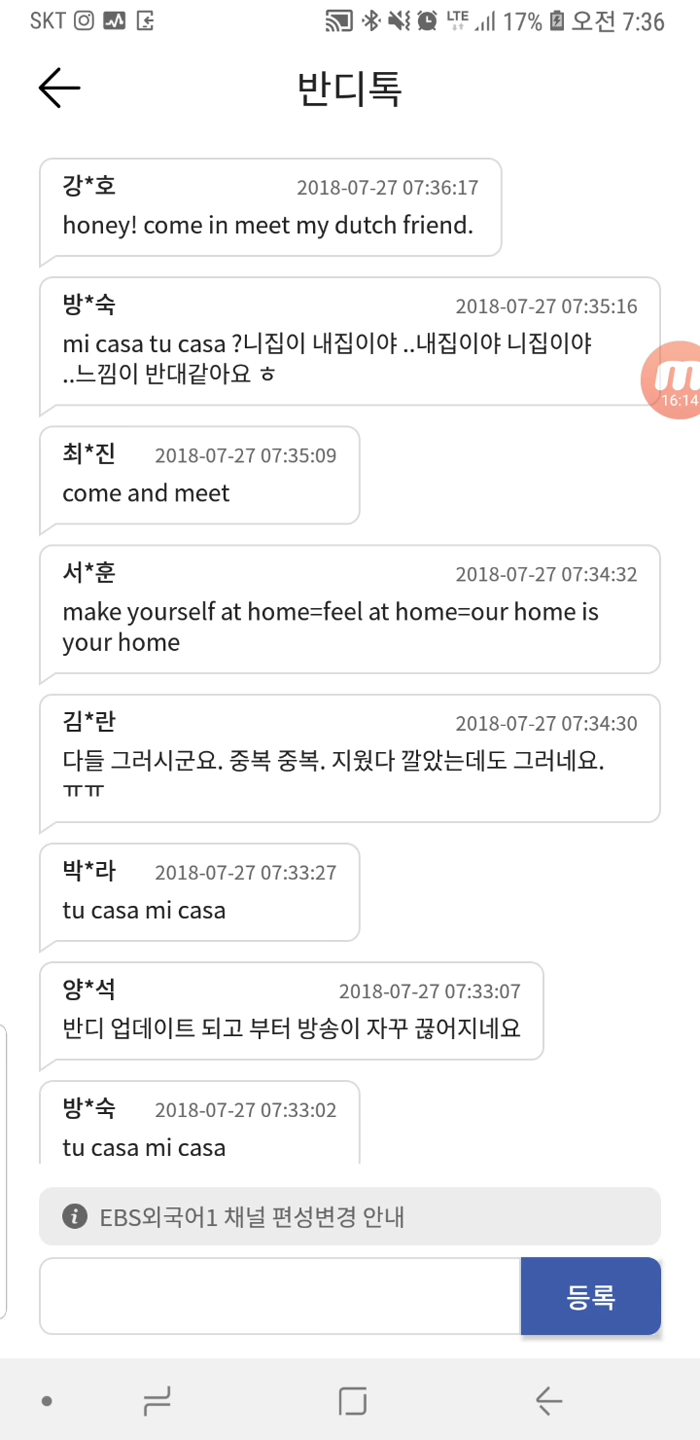 SKT LTE 17% 오전 7:36
반디톡
강*호 2018-07-27 07:36:17
honey! come in meet my dutch friend.
방*숙 2018-07-27 07:35:16
mi casa tu casa ?니집이 내집이야 ..내집이야 니집이야
..느낌이 반대같아요 ㅎ
m
16:14
최*진 2018-07-27 07:35:09
come and meet
서*훈 2018-07-27 07:34:32
make yourself at home=feel at home=our home is
your home
김*란 2018-07-27 07:34:30
다들 그러시군요. 중복 중복. 지웠다 깔았는데도 그러네요.
ㅠㅠ
박*라 2018-07-27 07:33:27
tu casa mi casa
양*석 2018-07-27 07:33:07
반디 업데이트 되고 부터 방송이 자꾸 끊어지네요
방*숙 2018-07-27 07:33:02
tu casa mi casa
EBS외국어1 채널 편성변경 안내
등록